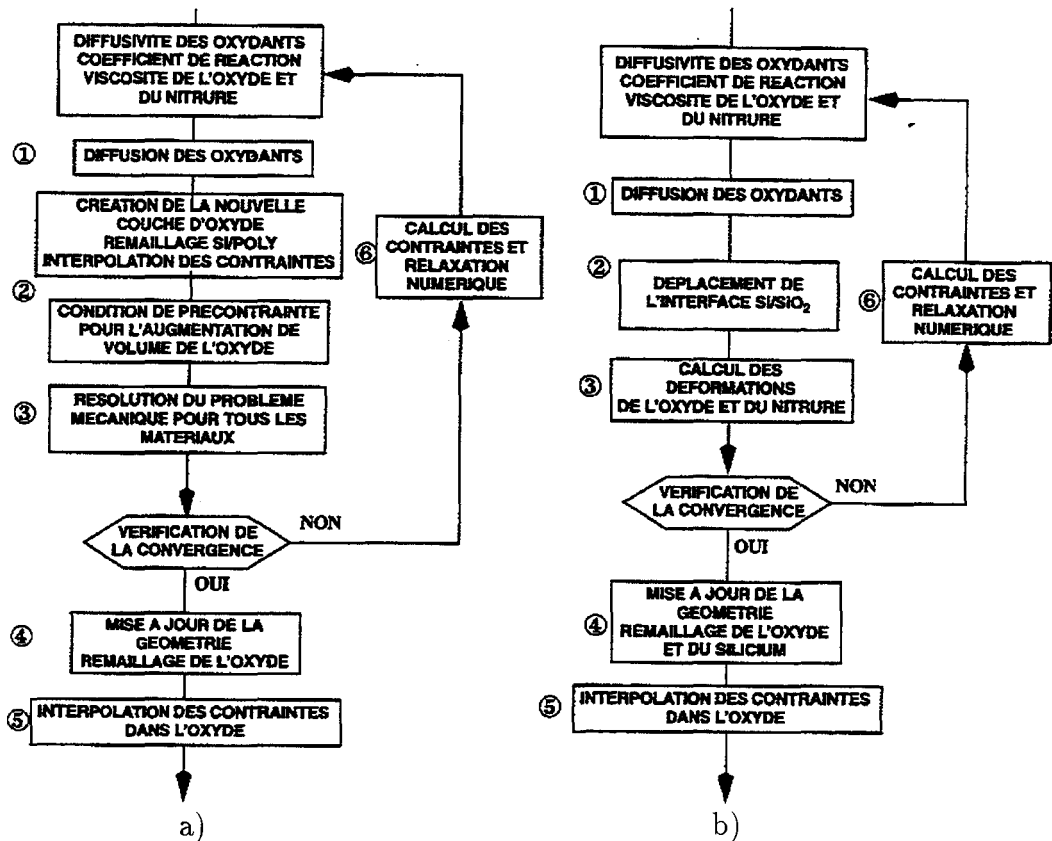 DIFFUSIVITE DES OXYDANTS
COEFFICIENT DE REACTION
VISCOSITE DE L'OXYDE ET
DU NITRURE
①
DIFFUSION DES OXYDANTS
CREATION DE LA NOUVELLE
COUCHE D'OXYDE
REMAILLAGE SI/POLY
INTERPOLATION DES CONTRAINTES
②
CONDITION DE PRECONTRAINTE
POUR L'AUGMENTATION DE
VOLUME DE L'OXYDE
③
RESOLUTION DU PROBLEME
MECANIQUE POUR TOUS LES
MATERIAUX
VERIFICATION DE
LA CONVERGENCE
NON
OUI
⑥
CALCUL DES
CONTRAINTES ET
RELAXATION
NUMERIQUE
④
MISE A JOUR DE LA
GEOMETRIE
REMAILLAGE DE L'OXYDE
⑤
INTERPOLATION DES CONTRAINTES
DANS L'OXYDE
a)
DIFFUSIVITE DES OXYDANTS
COEFFICIENT DE REACTION
VISCOSITE DE L'OXYDE ET
DU NITRURE
①
DIFFUSION DES OXYDANTS
②
DEPLACEMENT DE
L'INTERFACE SI/SiO₂
③
CALCUL DES
DEFORMATIONS
DE L'OXYDE ET DU NITRURE
VERIFICATION DE
LA CONVERGENCE
NON
OUI
⑥
CALCUL DES
CONTRAINTES ET
RELAXATION
NUMERIQUE
④
MISE A JOUR DE LA
GEOMETRIE
REMAILLAGE DE L'OXYDE
ET DU SILICIUM
⑤
INTERPOLATION DES CONTRAINTES
DANS L'OXYDE
b)